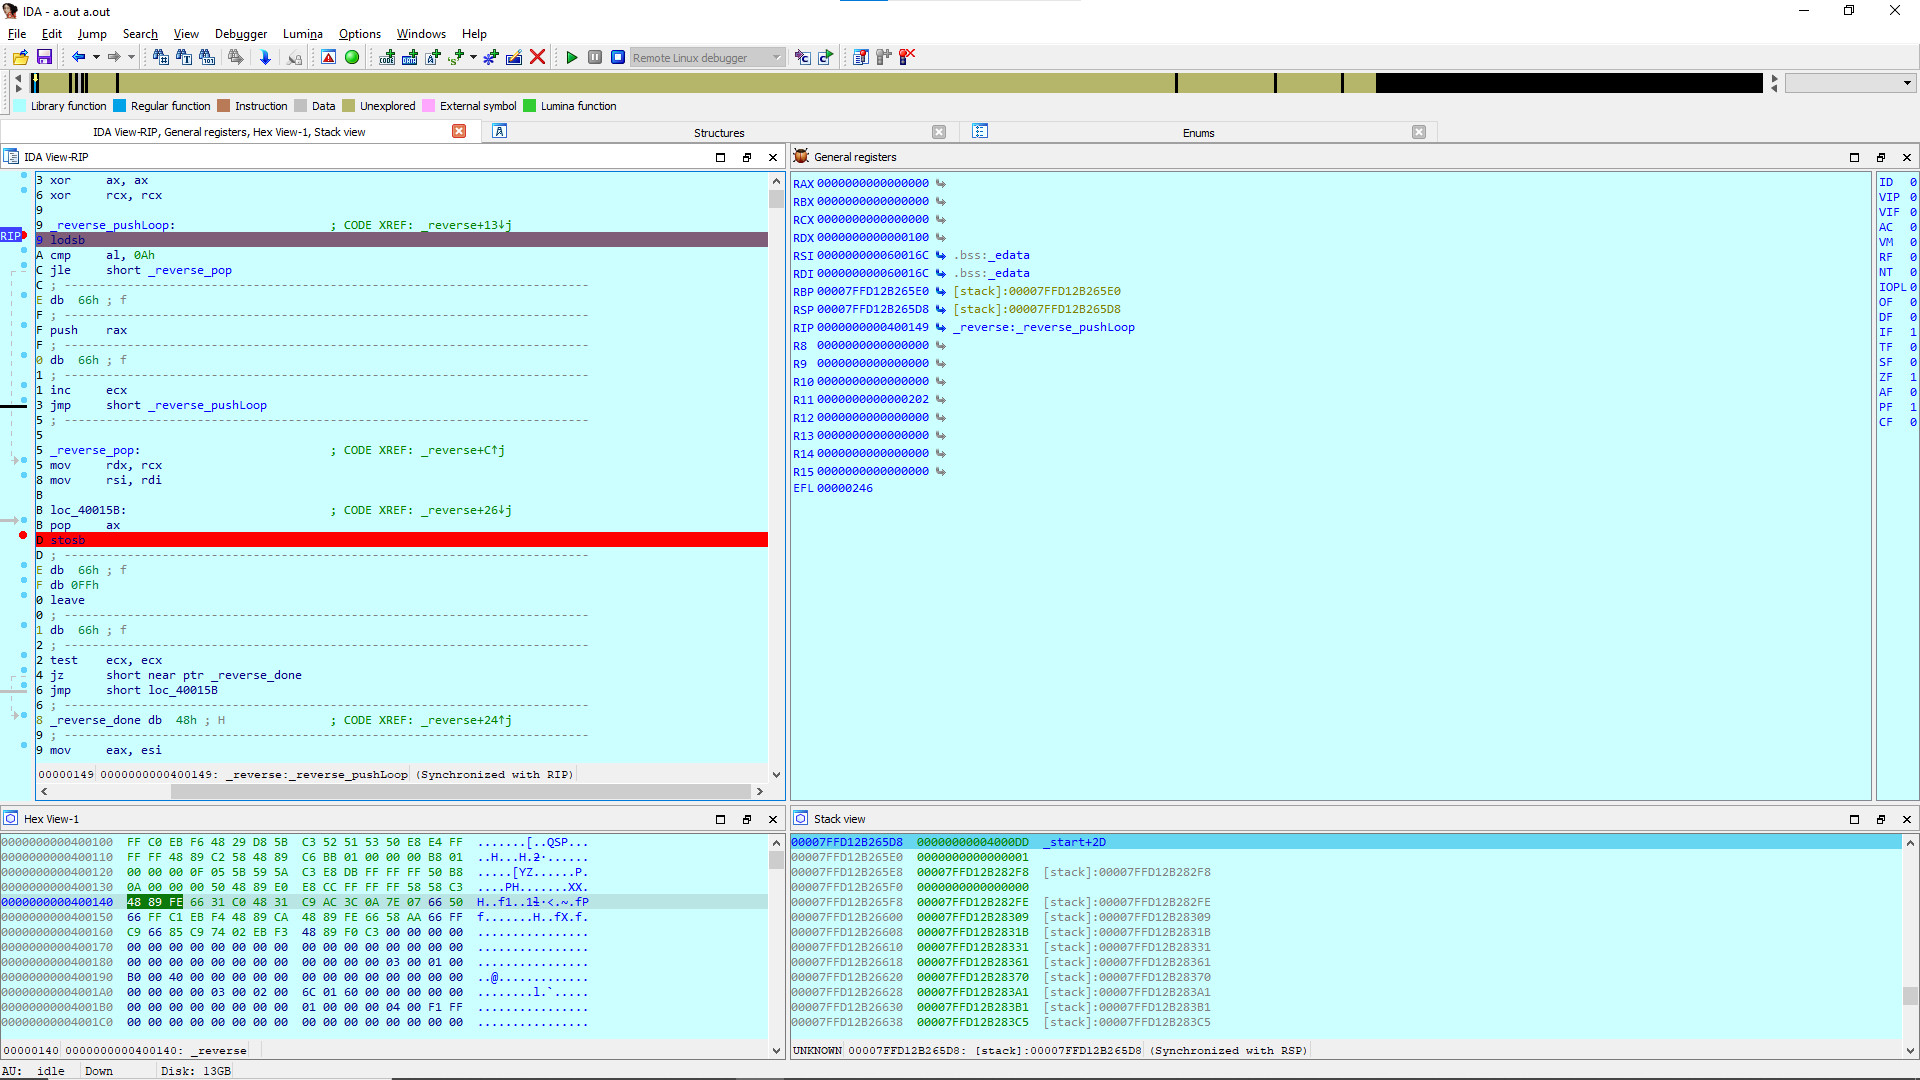 IDA - a.out a.out
File Edit Jump Search View Debugger Lumina Options Windows Help
Remote Linux debugger
Library function Regular function Instruction Data Unexplored External symbol Lumina function
IDA View-RIP, General registers, Hex View-1, Stack view Structures Enums
IDA View-RIP
3 xor ax, ax
6 xor rcx, rcx
9
9 _reverse_pushLoop: ; CODE XREF: _reverse+13↓j
RIP 9 lodsb
A cmp al, 0Ah
C jle short _reverse_pop
C ; ---------------------------------------------------------------------------
E db 66h ; f
F ; ---------------------------------------------------------------------------
F push rax
F ; ---------------------------------------------------------------------------
0 db 66h ; f
1 ; ---------------------------------------------------------------------------
1 inc ecx
3 jmp short _reverse_pushLoop
5 ; ---------------------------------------------------------------------------
5
5 _reverse_pop: ; CODE XREF: _reverse+C↑j
5 mov rdx, rcx
8 mov rsi, rdi
B
B loc_40015B: ; CODE XREF: _reverse+26↓j
B pop ax
D stosb
D ; ---------------------------------------------------------------------------
E db 66h ; f
F db 0FFh
0 leave
0 ; ---------------------------------------------------------------------------
1 db 66h ; f
2 ; ---------------------------------------------------------------------------
2 test ecx, ecx
4 jz short near ptr _reverse_done
6 jmp short loc_40015B
6 ; ---------------------------------------------------------------------------
8 _reverse_done db 48h ; H ; CODE XREF: _reverse+24↑j
9 ; ---------------------------------------------------------------------------
9 mov eax, esi
00000149 0000000000400149: _reverse:_reverse_pushLoop (Synchronized with RIP)
General registers
RAX 0000000000000000
RBX 0000000000000000
RCX 0000000000000000
RDX 0000000000000100
RSI 000000000060016C .bss:_edata
RDI 000000000060016C .bss:_edata
RBP 00007FFD12B265E0 [stack]:00007FFD12B265E0
RSP 00007FFD12B265D8 [stack]:00007FFD12B265D8
RIP 0000000000400149 _reverse:_reverse_pushLoop
R8 0000000000000000
R9 0000000000000000
R10 0000000000000000
R11 0000000000000202
R12 0000000000000000
R13 0000000000000000
R14 0000000000000000
R15 0000000000000000
EFL 00000246
ID 0
VIP 0
VIF 0
AC 0
VM 0
RF 0
NT 0
IOPL 0
OF 0
DF 0
IF 1
TF 0
SF 0
ZF 1
AF 0
PF 1
CF 0
Hex View-1
0000000000400100 FF C0 EB F6 48 29 D8 5B C3 52 51 53 50 E8 E4 FF .......[..QSP...
0000000000400110 FF FF 48 89 C2 58 48 89 C6 BB 01 00 00 00 B8 01 ..H...H.2·......
0000000000400120 00 00 00 0F 05 5B 59 5A C3 E8 DB FF FF FF 50 B8 .....[YZ......P.
0000000000400130 0A 00 00 00 50 48 89 E0 E8 CC FF FF FF 58 58 C3 ....PH.......XX.
0000000000400140 48 89 FE 66 31 C0 48 31 C9 AC 3C 0A 7E 07 66 50 H..f1..1l·<.~.fP
0000000000400150 66 FF C1 EB F4 48 89 CA 48 89 FE 66 58 AA 66 FF f.......H..fX.f.
0000000000400160 C9 66 85 C9 74 02 EB F3 48 89 F0 C3 00 00 00 00 ................
0000000000400170 00 00 00 00 00 00 00 00 00 00 00 00 00 00 00 00 ................
0000000000400180 00 00 00 00 00 00 00 00 00 00 00 00 03 00 01 00 ................
0000000000400190 B0 00 40 00 00 00 00 00 00 00 00 00 00 00 00 00 ..@.............
00000000004001A0 00 00 00 00 03 00 02 00 6C 01 60 00 00 00 00 00 ........l.`.....
00000000004001B0 00 00 00 00 00 00 00 00 01 00 00 00 04 00 F1 FF ................
00000000004001C0 00 00 00 00 00 00 00 00 00 00 00 00 00 00 00 00 ................
00000140 0000000000400140: _reverse
Stack view
00007FFD12B265D8 00000000004000DD _start+2D
00007FFD12B265E0 0000000000000001
00007FFD12B265E8 00007FFD12B282F8 [stack]:00007FFD12B282F8
00007FFD12B265F0 0000000000000000
00007FFD12B265F8 00007FFD12B282FE [stack]:00007FFD12B282FE
00007FFD12B26600 00007FFD12B28309 [stack]:00007FFD12B28309
00007FFD12B26608 00007FFD12B2831B [stack]:00007FFD12B2831B
00007FFD12B26610 00007FFD12B28331 [stack]:00007FFD12B28331
00007FFD12B26618 00007FFD12B28361 [stack]:00007FFD12B28361
00007FFD12B26620 00007FFD12B28370 [stack]:00007FFD12B28370
00007FFD12B26628 00007FFD12B283A1 [stack]:00007FFD12B283A1
00007FFD12B26630 00007FFD12B283B1 [stack]:00007FFD12B283B1
00007FFD12B26638 00007FFD12B283C5 [stack]:00007FFD12B283C5
UNKNOWN 00007FFD12B265D8: [stack]:00007FFD12B265D8 (Synchronized with RSP)
AU: idle Down Disk: 13GB